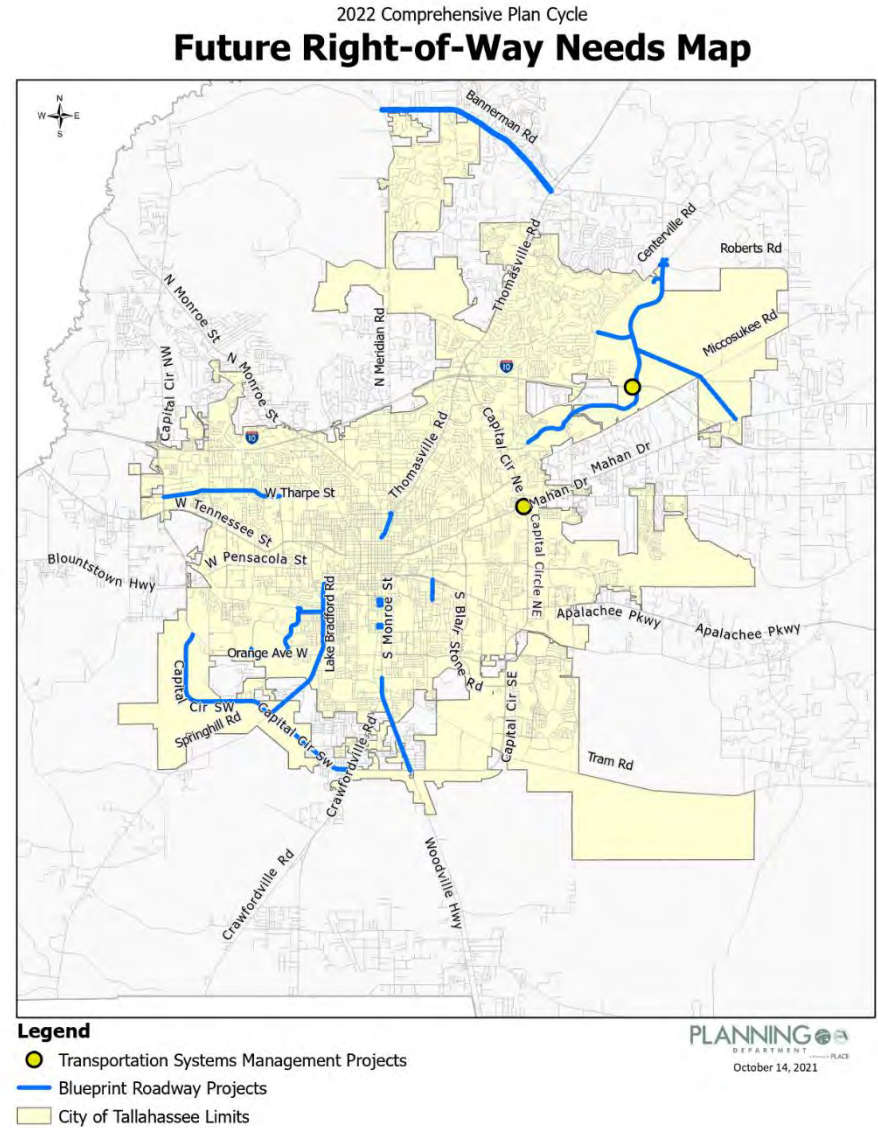 2022 Comprehensive Plan Cycle
Future Right-of-Way Needs Map
N
W E
S
Bannerman Rd
Centerville Rd
Roberts Rd
Thomasville Rd
N Monroe St
N Meridian Rd
Miccosukee Rd
Capital Cir NW
N Monroe St
10
10
Capital Cir Ne
Thomasville Rd
Mahan Dr
Mahan Dr
W Tharpe St
W Tennessee St
Capital Circle NE
W Pensacola St
Blountstown Hwy
Lake Bradford Rd
S Monroe St
S Blair Stone Rd
Apalachee Pkwy
Apalachee Pkwy
Orange Ave W
Capital
Cir SW
Springhill Rd
Capital Cir Sw
Capital Cir SE
Crawfordville Rd
Tram Rd
Crawfordville Rd
Woodville Hwy
Legend
Transportation Systems Management Projects
Blueprint Roadway Projects
City of Tallahassee Limits
PLANNING
DEPARTMENT
PLACE
October 14, 2021